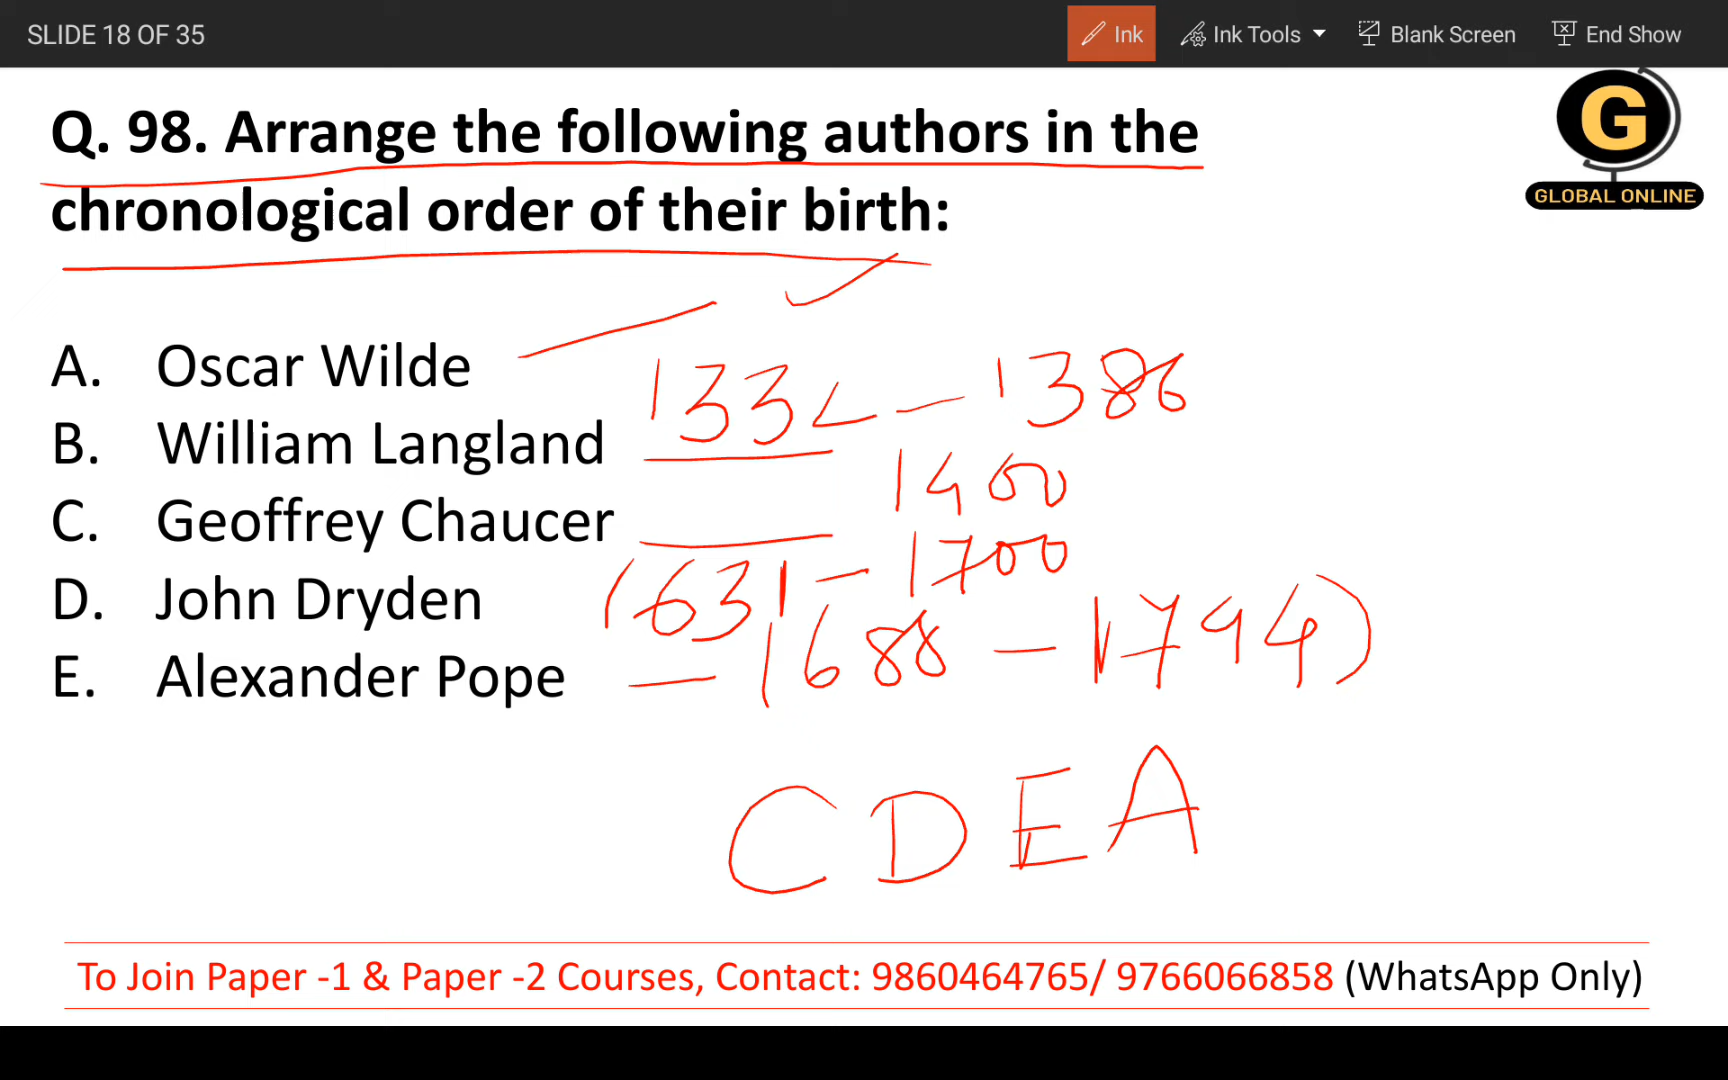 SLIDE 18 OF 35 Ink Ink Tools Blank Screen End Show
G
GLOBAL ONLINE
Q. 98. Arrange the following authors in the
chronological order of their birth:
A. Oscar Wilde
1332 - 1386
B. William Langland
1400
C. Geoffrey Chaucer
1631 - 1700
D. John Dryden
1688 - 1794)
E. Alexander Pope
C D E A
To Join Paper -1 & Paper -2 Courses, Contact: 9860464765/ 9766066858 (WhatsApp Only)